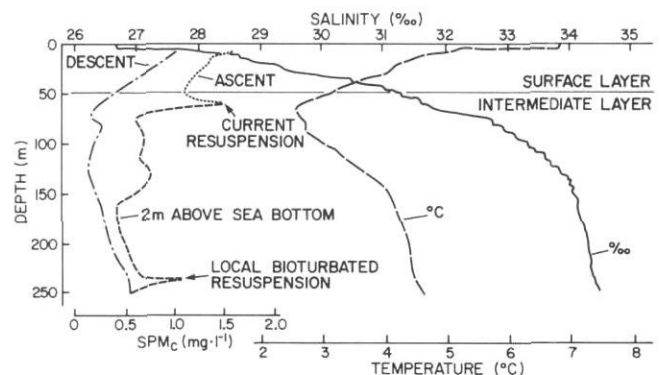 SALINITY (‰)
26 27 28 29 30 31 32 33 34 35
0
DESCENT
ASCENT
SURFACE LAYER
50
INTERMEDIATE LAYER
CURRENT
RESUSPENSION
100
DEPTH (m)
150
°C
2m ABOVE SEA BOTTOM
200
‰
LOCAL BIOTURBATED
RESUSPENSION
250
0 0.5 1.0 1.5 2.0
SPMC (mg·l⁻¹)
2 3 4 5 6 7 8
TEMPERATURE (°C)